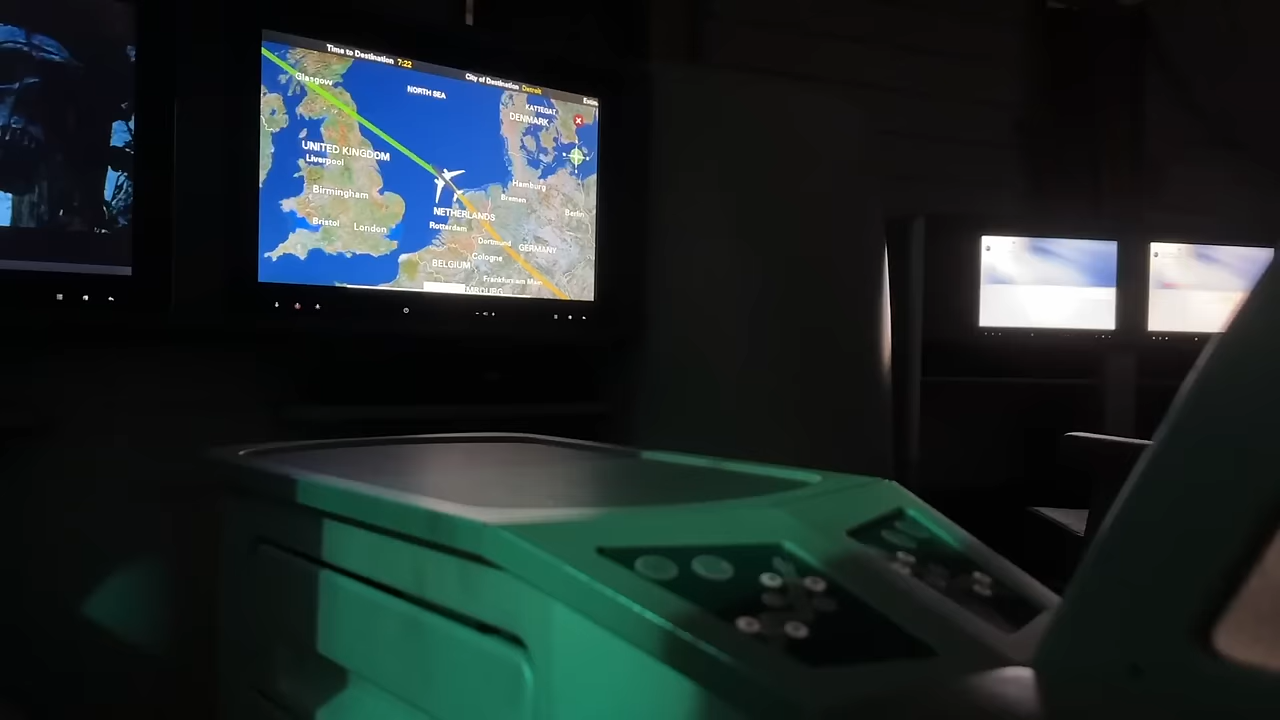 Time to Destination 7:22
City of Destination Detroit
Glasgow
NORTH SEA
KATTEGAT
DENMARK
UNITED KINGDOM
Liverpool
Hamburg
Birmingham
Bremen
NETHERLANDS
Berlin
Bristol London
Rotterdam
Dortmund
GERMANY
Cologne
BELGIUM
Frankfurt am Main